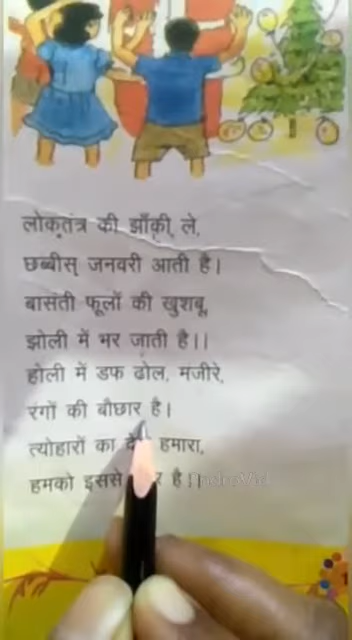 लोकतंत्र की झाँकी ले,
छब्बीस् जनवरी आती है।
बासंती फूलों की खुशबू,
झोली में भर जाती है।।
होली में डफ ढोल, मजीरे,
रंगों की बौछार है।
त्योहारों का हमारा,
हमको इससे है।।